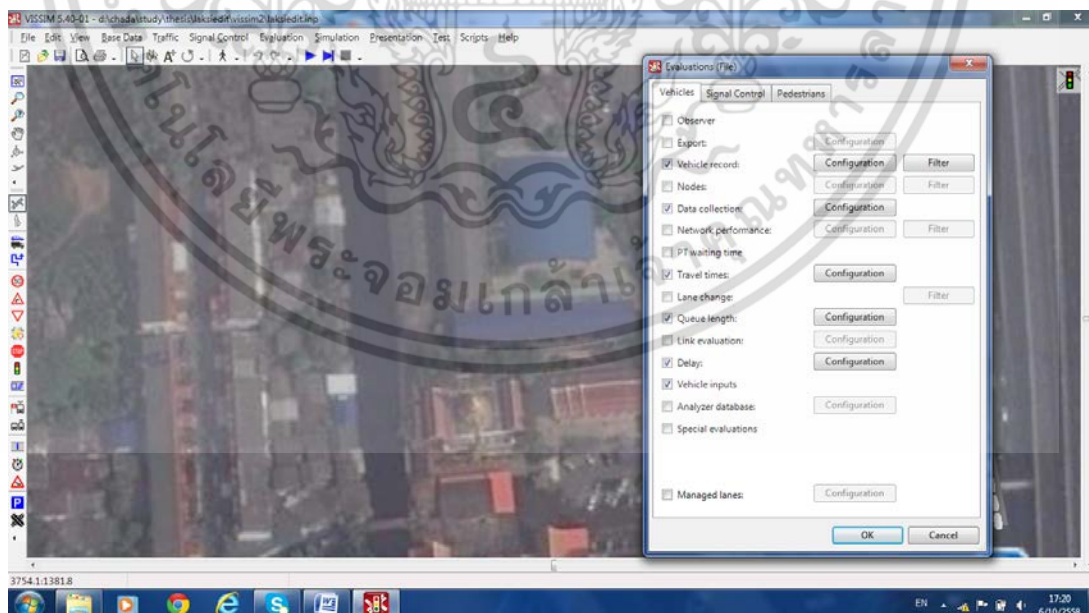 VISSIM 5.40-01 - d:\chada\study\thesis\laksiedit\vissim2\laksiedit.inp
File Edit View Base Data Traffic Signal Control Evaluation Simulation Presentation Test Scripts Help
Evaluations (File)
Vehicles Signal Control Pedestrians
Observer
Export: Configuration
Vehicle record: Configuration Filter
Nodes: Configuration Filter
Data collection: Configuration
Network performance: Configuration Filter
PT waiting time
Travel times: Configuration
Lane change: Filter
Queue length: Configuration
Link evaluation: Configuration
Delay: Configuration
Vehicle inputs
Analyzer database: Configuration
Special evaluations
Managed lanes: Configuration
OK Cancel
3754.1:1381.8
EN 17:20
6/10/2558